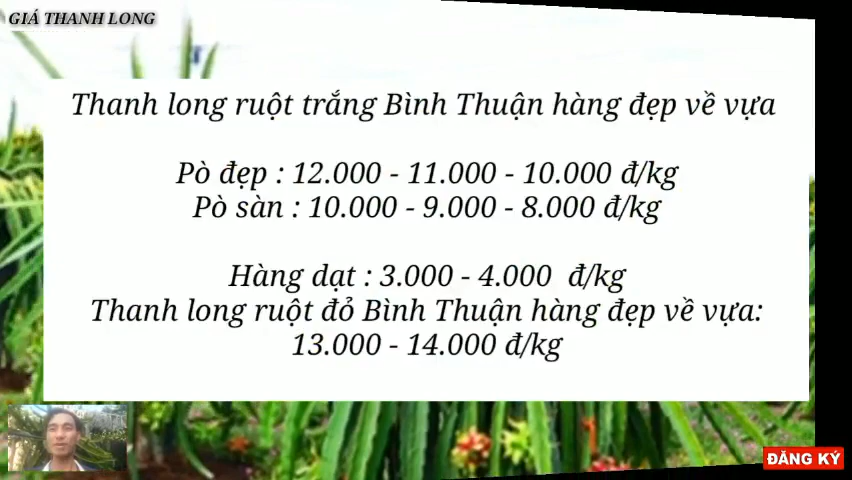 GIÁ THANH LONG
Thanh long ruột trắng Bình Thuận hàng đẹp về vựa
Pò đẹp : 12.000 - 11.000 - 10.000 đ/kg
Pò sàn : 10.000 - 9.000 - 8.000 đ/kg
Hàng dạt : 3.000 - 4.000 đ/kg
Thanh long ruột đỏ Bình Thuận hàng đẹp về vựa:
13.000 - 14.000 đ/kg
ĐĂNG KÝ